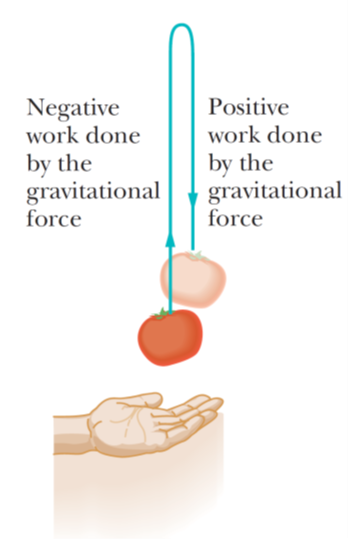 Negative
work done
by the
gravitational
force
Positive
work done
by the
gravitational
force